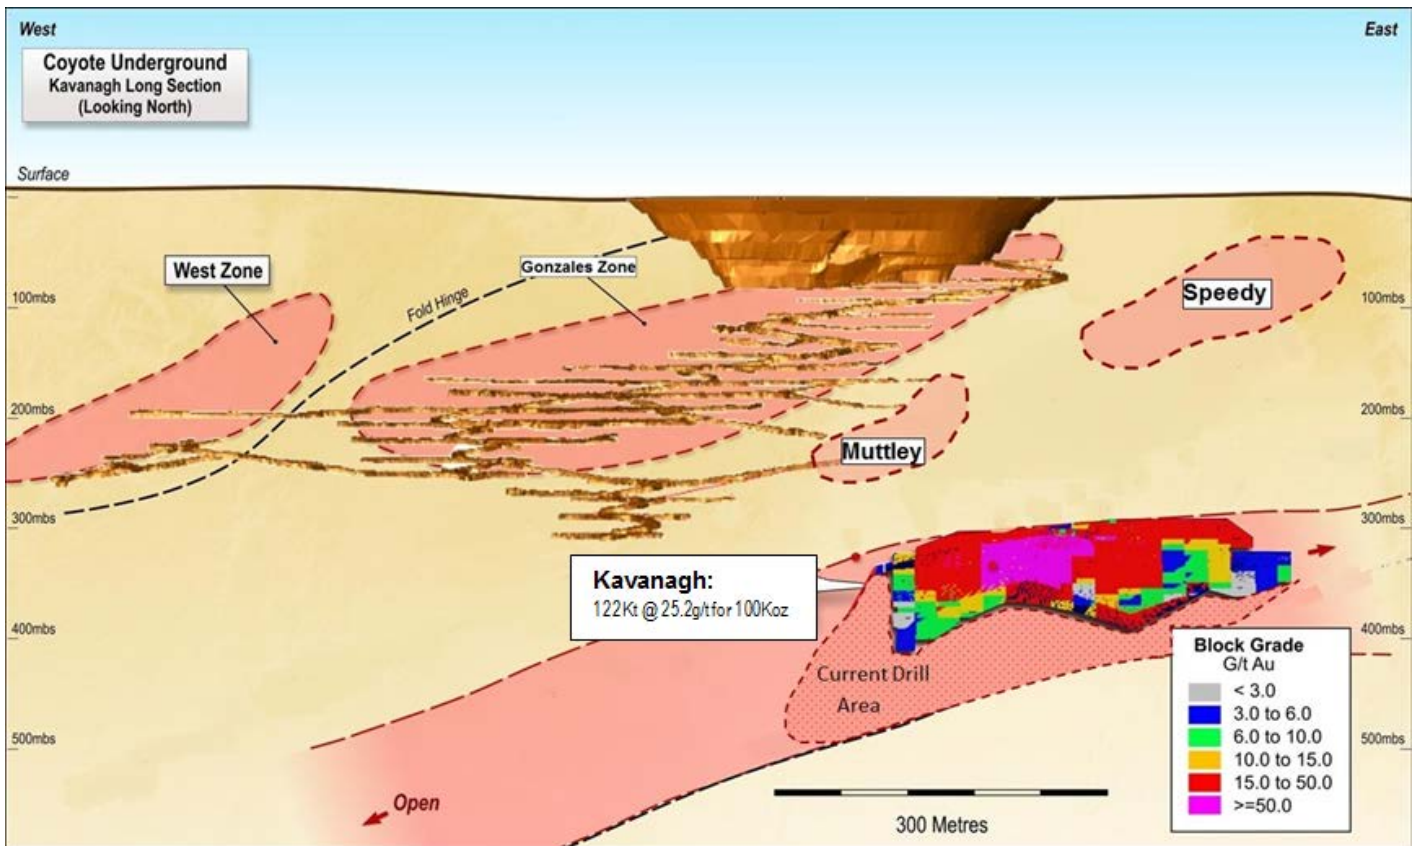 West
East
Coyote Underground
Kavanagh Long Section
(Looking North)
Surface
West Zone
Gonzales Zone
Fold Hinge
Speedy
100mbs
100mbs
200mbs
200mbs
Muttley
300mbs
300mbs
Kavanagh:
122Kt @ 25.2g/t for 100Koz
400mbs
400mbs
Current Drill
Area
Block Grade
G/t Au
< 3.0
3.0 to 6.0
6.0 to 10.0
10.0 to 15.0
15.0 to 50.0
>=50.0
500mbs
500mbs
Open
300 Metres